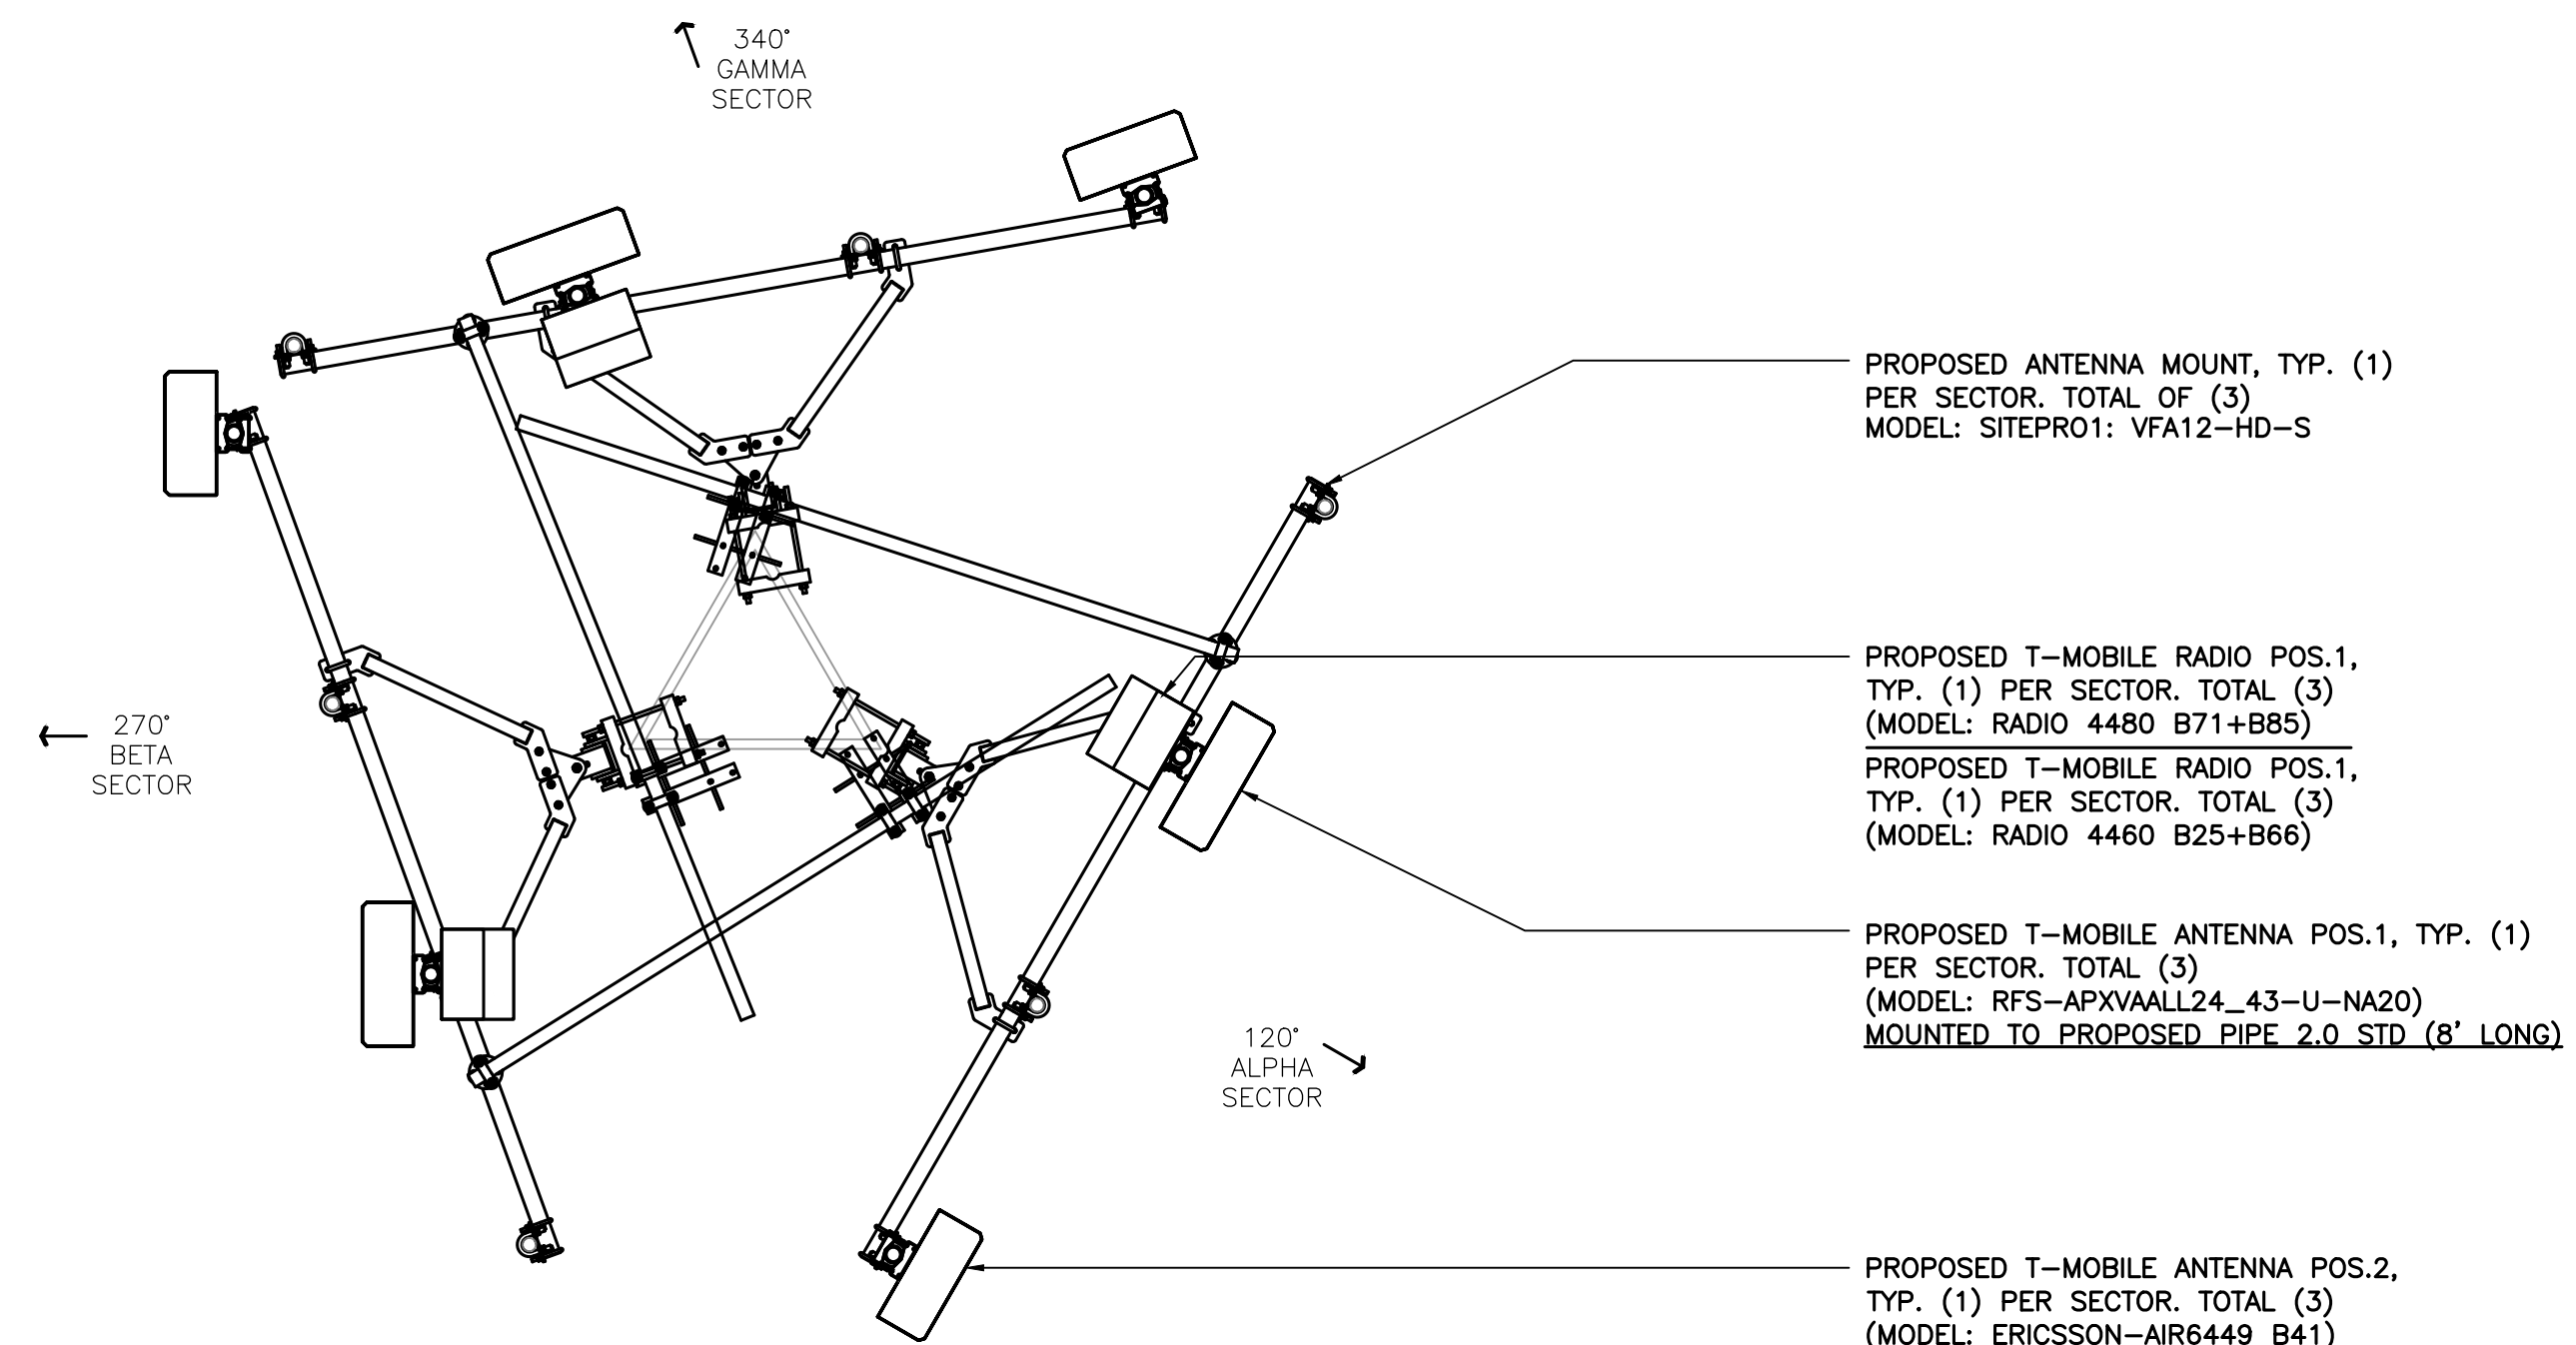 340°
GAMMA
SECTOR
PROPOSED ANTENNA MOUNT, TYP. (1)
PER SECTOR. TOTAL OF (3)
MODEL: SITEPRO1: VFA12-HD-S
PROPOSED T-MOBILE RADIO POS.1,
TYP. (1) PER SECTOR. TOTAL (3)
(MODEL: RADIO 4480 B71+B85)
PROPOSED T-MOBILE RADIO POS.1,
TYP. (1) PER SECTOR. TOTAL (3)
(MODEL: RADIO 4460 B25+B66)
270°
BETA
SECTOR
PROPOSED T-MOBILE ANTENNA POS.1, TYP. (1)
PER SECTOR. TOTAL (3)
(MODEL: RFS-APXVAALL24_43-U-NA20)
MOUNTED TO PROPOSED PIPE 2.0 STD (8' LONG)
120°
ALPHA
SECTOR
PROPOSED T-MOBILE ANTENNA POS.2,
TYP. (1) PER SECTOR. TOTAL (3)
(MODEL: ERICSSON-AIR6449 B41)